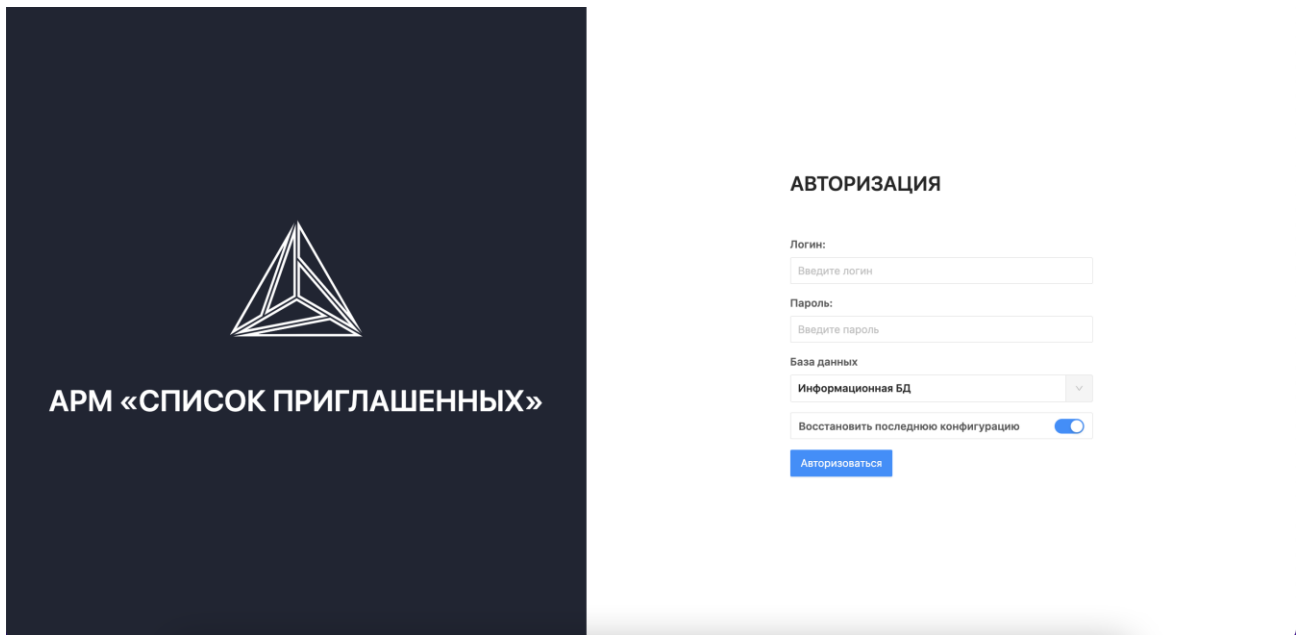 АРМ «СПИСОК ПРИГЛАШЕННЫХ»
АВТОРИЗАЦИЯ
Логин:
Введите логин
Пароль:
Введите пароль
База данных
Информационная БД
Восстановить последнюю конфигурацию
Авторизоваться